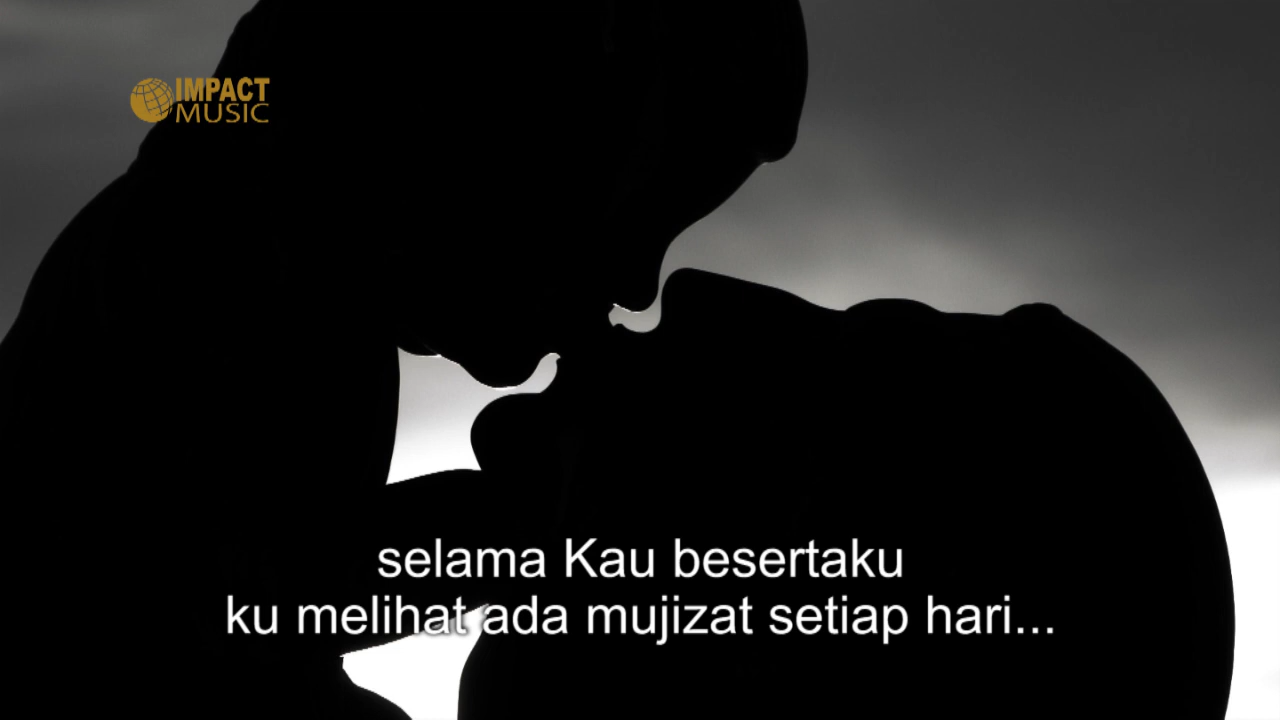 IMPACT
MUSIC
selama Kau besertaku
ku melihat ada mujizat setiap hari...